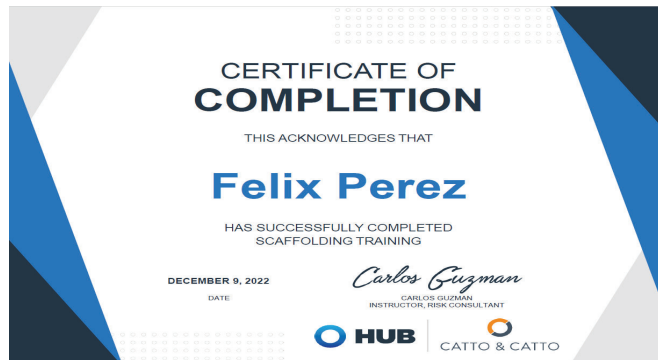 CERTIFICATE OF
COMPLETION
THIS ACKNOWLEDGES THAT
Felix Perez
HAS SUCCESSFULLY COMPLETED
SCAFFOLDING TRAINING
DECEMBER 9, 2022
DATE
Carlos Guzman
CARLOS GUZMAN
INSTRUCTOR, RISK CONSULTANT
HUB
CATTO & CATTO